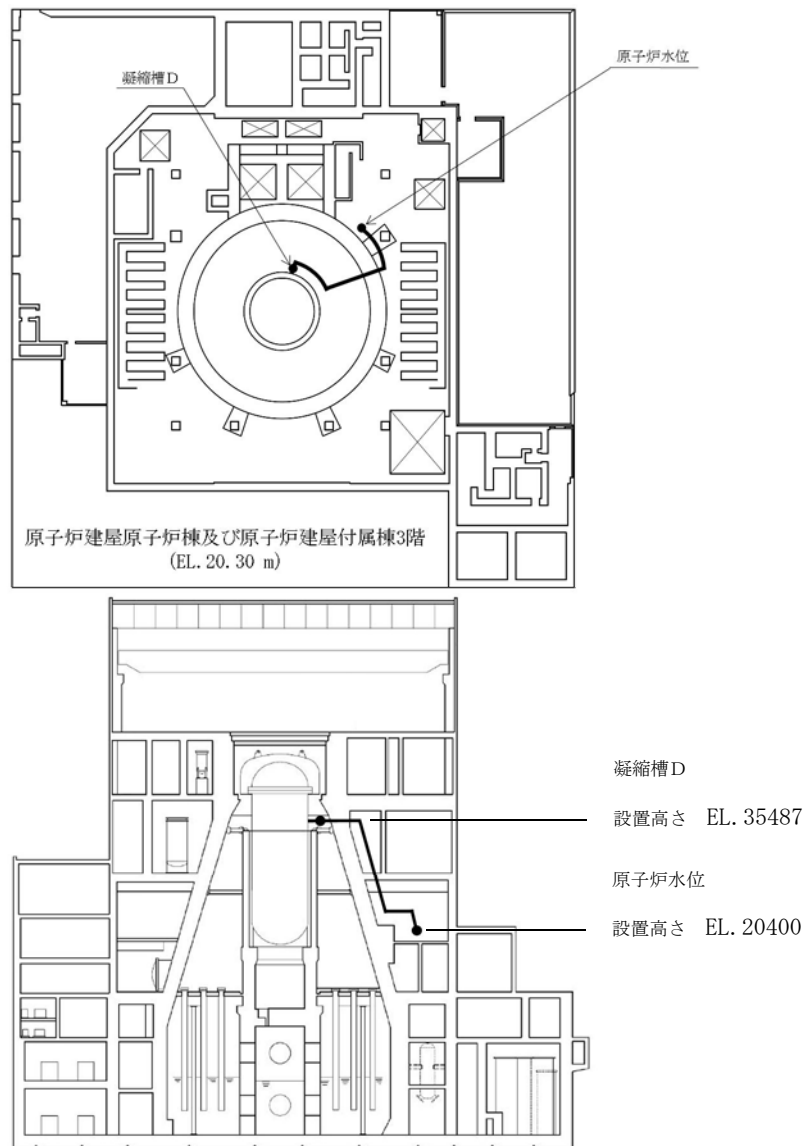 凝縮槽D
原子炉水位
原子炉建屋原子炉棟及び原子炉建屋付属棟3階
(EL.20.30 m)
凝縮槽D
設置高さ EL.35487
原子炉水位
設置高さ EL.20400